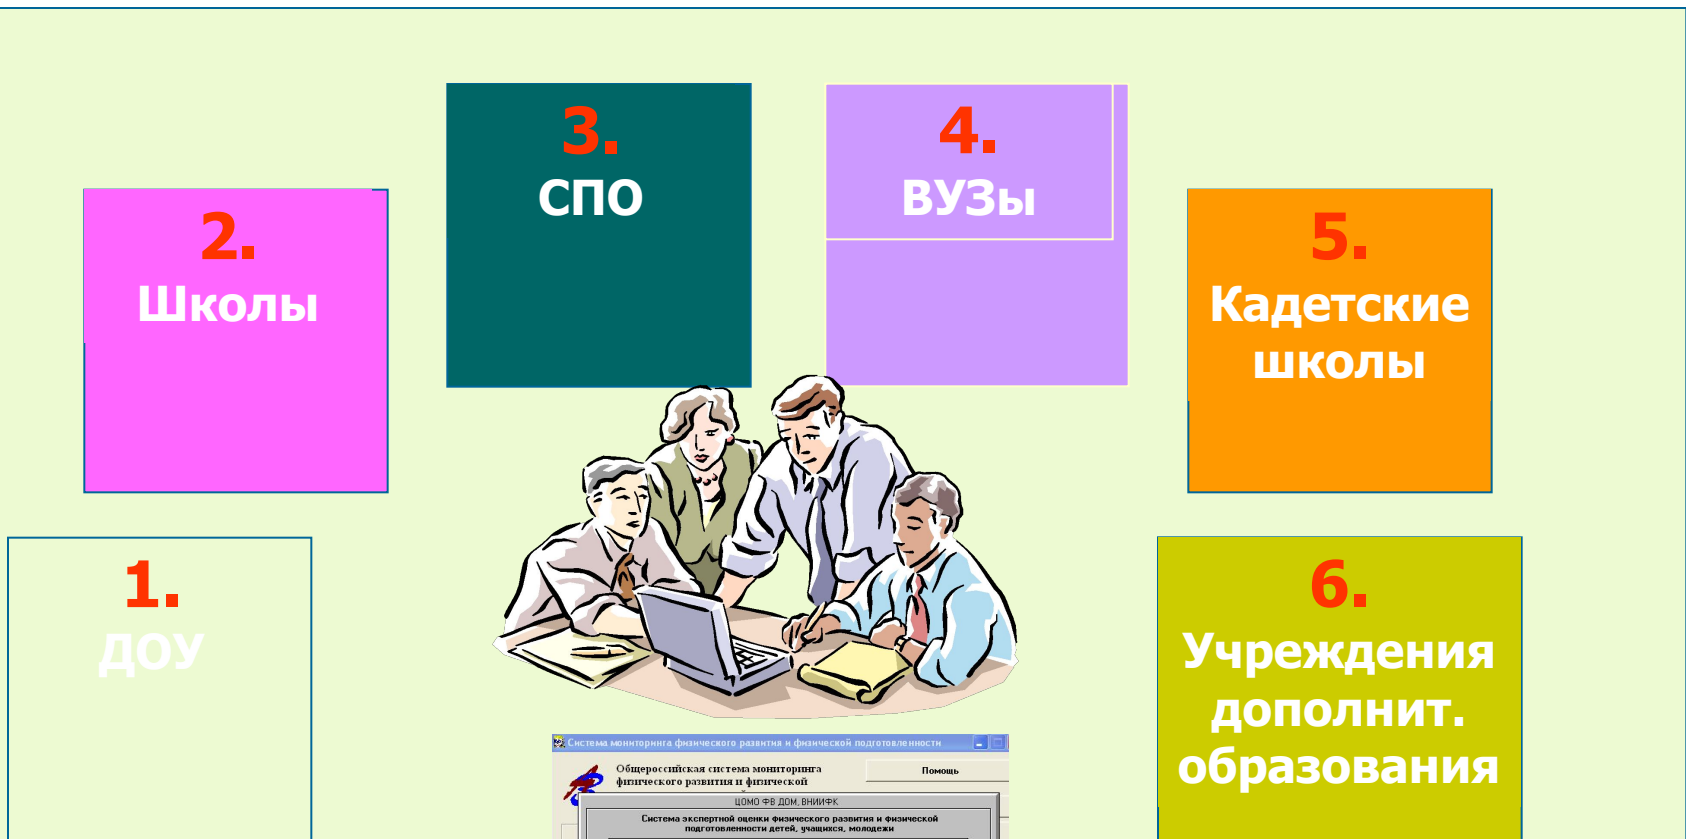 3.
СПО
4.
ВУЗы
2.
Школы
5.
Кадетские
школы
1.
ДОУ
6.
Учреждения
дополнит.
образования
Система мониторинга физического развития и физической подготовленности
Общероссийская система мониторинга
физического развития и физической
Помощь
ЦОМО ФВ ДОМ, ВНИИФК
Система экспертной оценки физического развития и физической
подготовленности детей, учащихся, молодежи